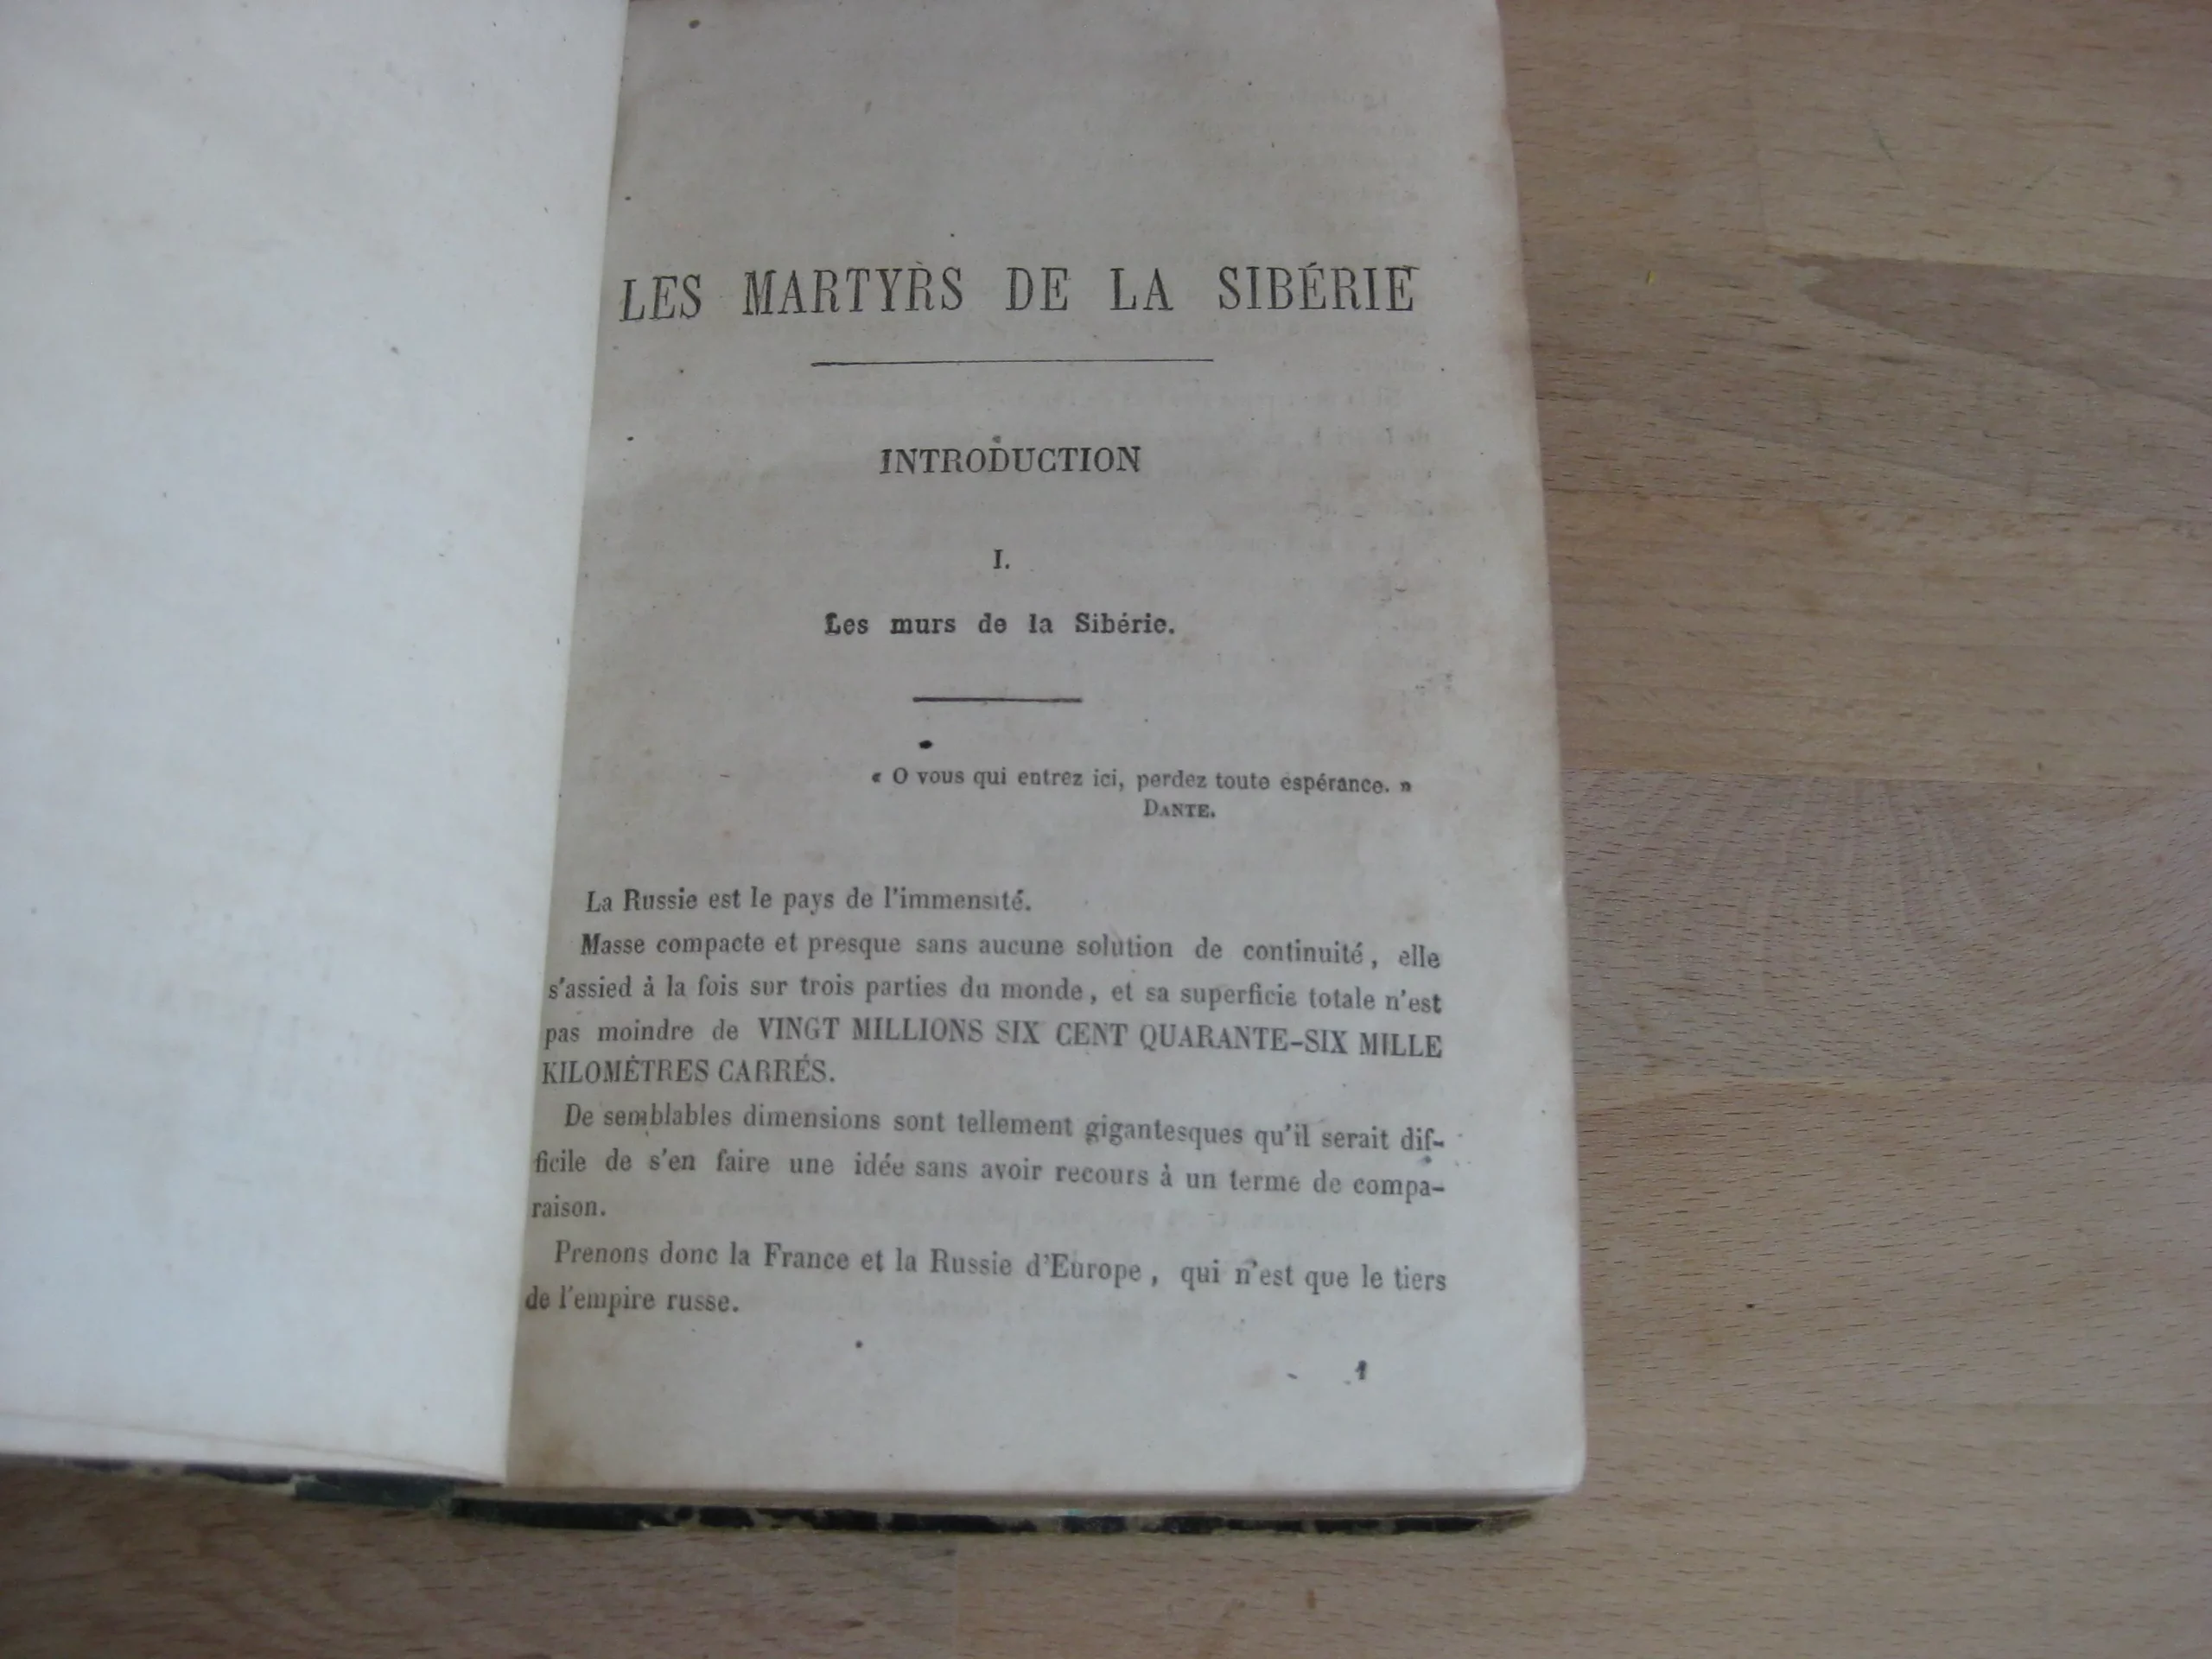 LES MARTYRS DE LA SIBÉRIE
INTRODUCTION
I.
Les murs de la Sibérie.
« O vous qui entrez ici, perdez toute espérance. »
DANTE.
La Russie est le pays de l'immensité.
Masse compacte et presque sans aucune solution de continuité, elle
s'assied à la fois sur trois parties du monde, et sa superficie totale n'est
pas moindre de VINGT MILLIONS SIX CENT QUARANTE-SIX MILLE
KILOMÈTRES CARRÉS.
De semblables dimensions sont tellement gigantesques qu'il serait dif-
ficile de s'en faire une idée sans avoir recours à un terme de compa-
raison.
Prenons donc la France et la Russie d'Europe, qui n'est que le tiers
de l'empire russe.
1